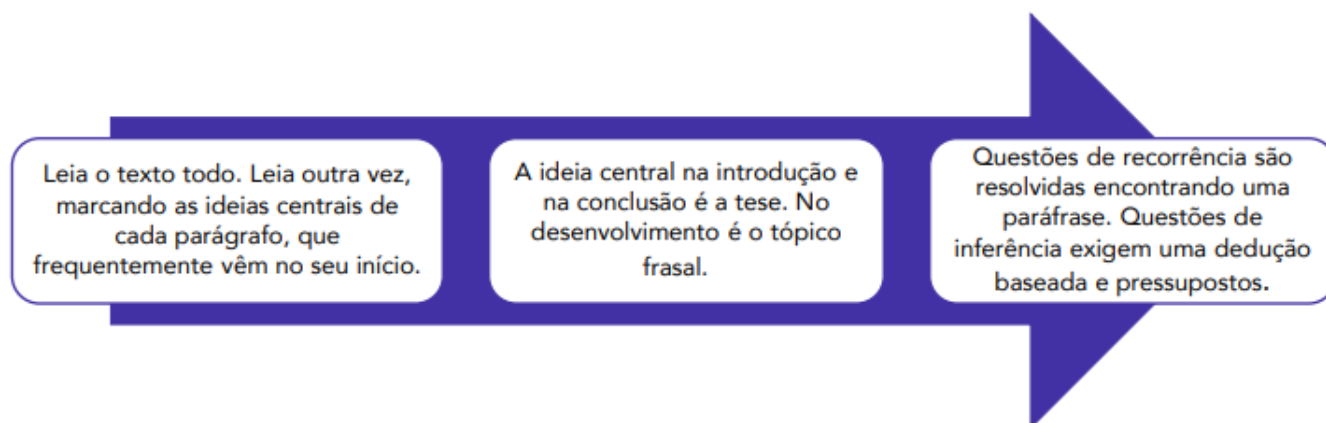 Leia o texto todo. Leia outra vez,
marcando as ideias centrais de
cada parágrafo, que
frequentemente vêm no seu início.
A ideia central na introdução e
na conclusão é a tese. No
desenvolvimento é o tópico
frasal.
Questões de recorrência são
resolvidas encontrando uma
paráfrase. Questões de
inferência exigem uma dedução
baseada e pressupostos.